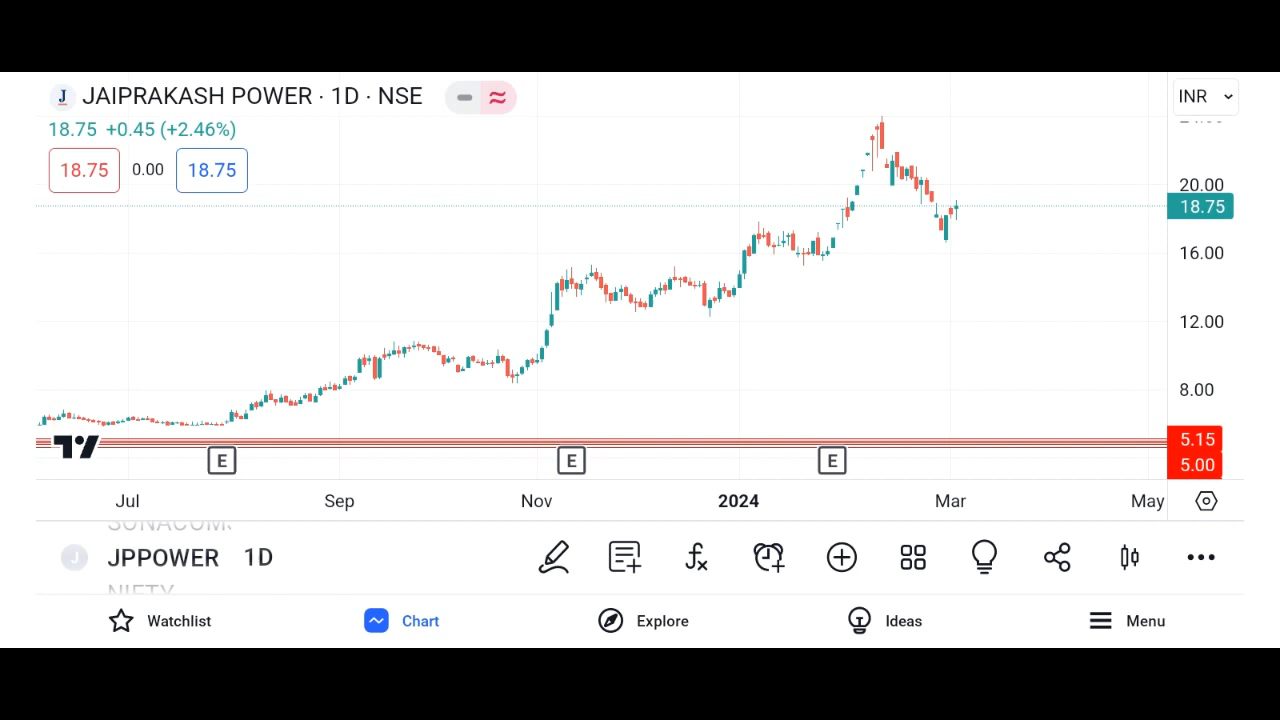 J JAIPRAKASH POWER · 1D · NSE
INR
18.75 +0.45 (+2.46%)
18.75 0.00 18.75
20.00
18.75
16.00
12.00
8.00
5.15
5.00
E E E
Jul Sep Nov 2024 Mar May
J JPPOWER 1D
NIFTY
Watchlist Chart Explore Ideas Menu